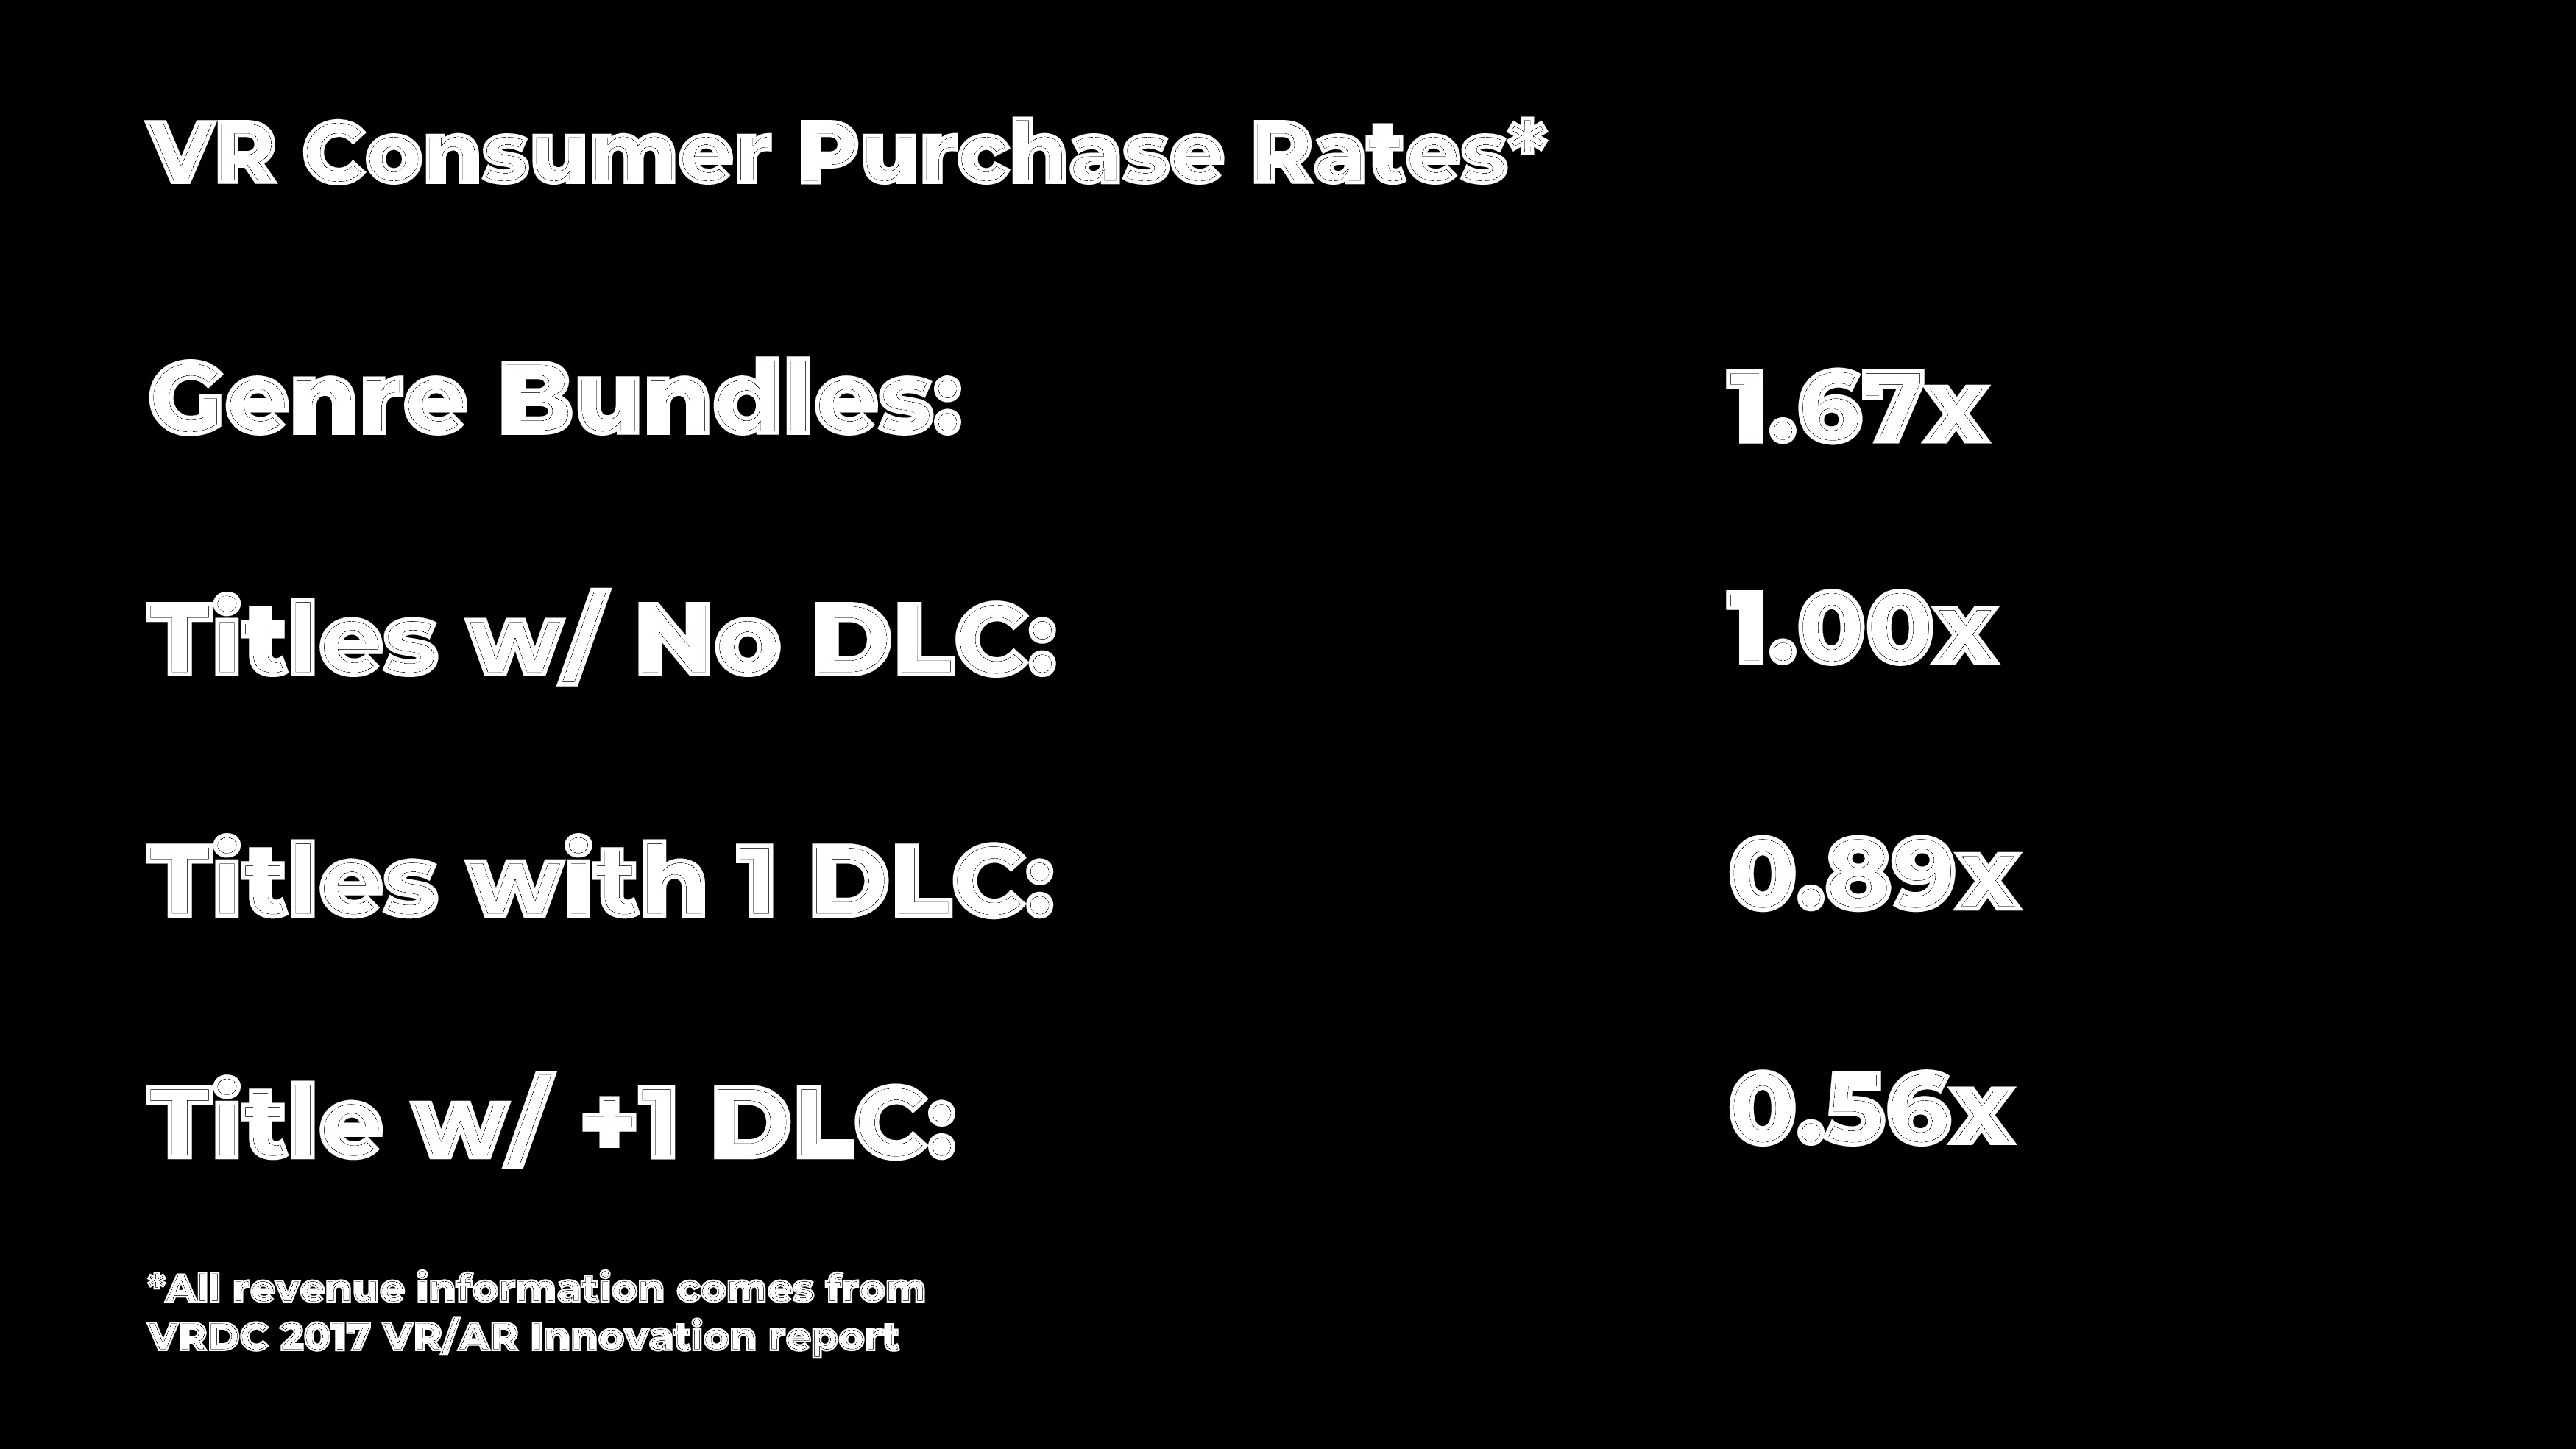 VR Consumer Purchase Rates*
Genre Bundles: 1.67x
Titles w/ No DLC: 1.00x
Titles with 1 DLC: 0.89x
Title w/ +1 DLC: 0.56x
*All revenue information comes from
VRDC 2017 VR/AR Innovation report